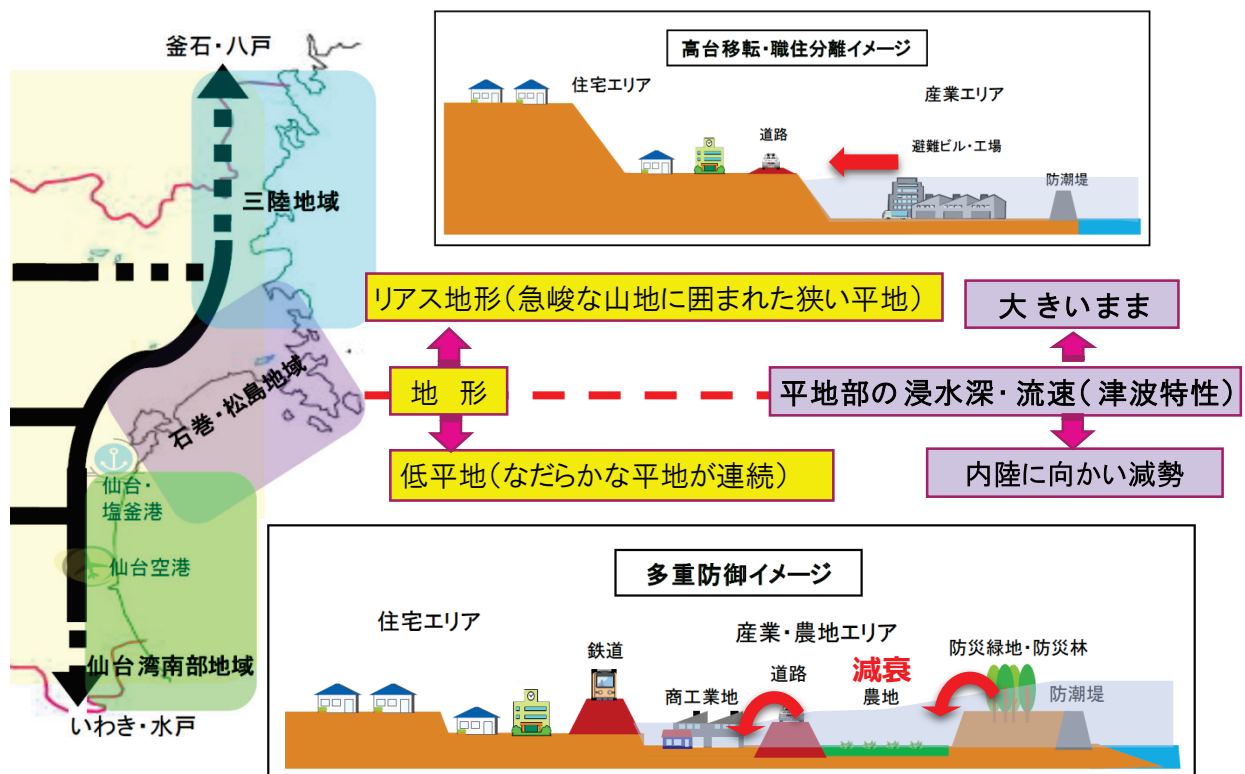 釜石・八戸
三陸地域
石巻・松島地域
仙台・
塩釜港
仙台空港
仙台湾南部地域
いわき・水戸
高台移転・職住分離イメージ
住宅エリア
産業エリア
道路
避難ビル・工場
防潮堤
リアス地形(急峻な山地に囲まれた狭い平地)
大きいまま
地形
平地部の浸水深・流速(津波特性)
低平地(なだらかな平地が連続)
内陸に向かい減勢
多重防御イメージ
住宅エリア
産業・農地エリア
鉄道
道路
減衰
防災緑地・防災林
商工業地
農地
防潮堤